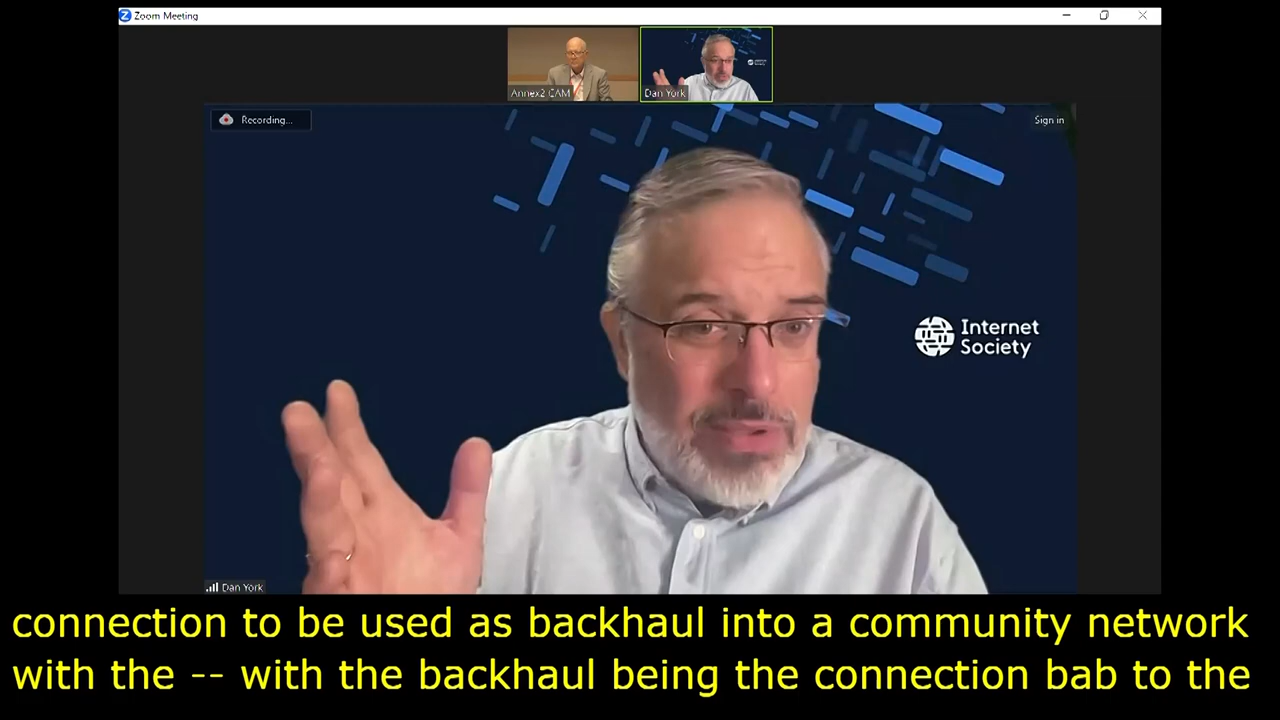 Zoom Meeting
Annex2 CAM
Dan York
Recording...
Sign in
Internet
Society
Dan York
connection to be used as backhaul into a community network
with the -- with the backhaul being the connection bab to the